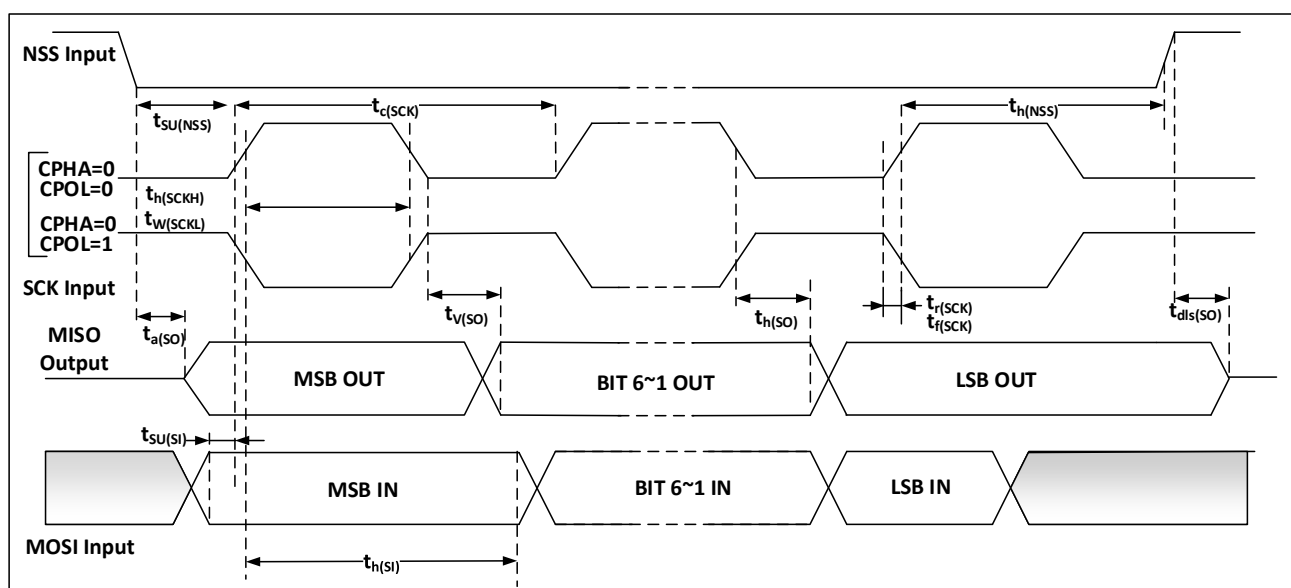 NSS Input
tSU(NSS)
tc(SCK)
th(NSS)
CPHA=0
CPOL=0
th(SCKH)
tW(SCKL)
CPHA=0
CPOL=1
SCK Input
ta(SO)
tV(SO)
th(SO)
tr(SCK)
tf(SCK)
tdIs(SO)
MISO
Output
MSB OUT
BIT 6~1 OUT
LSB OUT
tSU(SI)
MSB IN
BIT 6~1 IN
LSB IN
MOSI Input
th(SI)